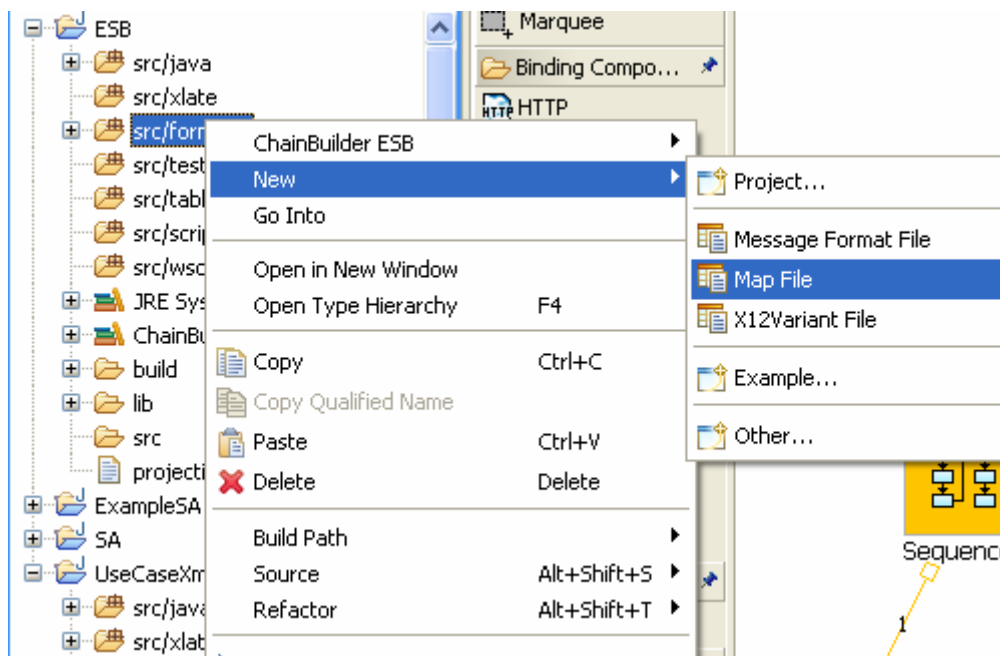 ESB
src/java
src/xlate
src/form
src/test
src/tabl
src/scrip
src/wsc
JRE Sys
ChainBu
build
lib
src
projecti
ExampleSA
SA
UseCaseXm
src/java
src/xlat
Marquee
Binding Compo...
HTTP
HTTP
ChainBuilder ESB
New
Go Into
Open in New Window
Open Type Hierarchy F4
Copy Ctrl+C
Copy Qualified Name
Paste Ctrl+V
Delete Delete
Build Path
Source Alt+Shift+S
Refactor Alt+Shift+T
Project...
Message Format File
Map File
X12Variant File
Example...
Other...
Sequenc
1